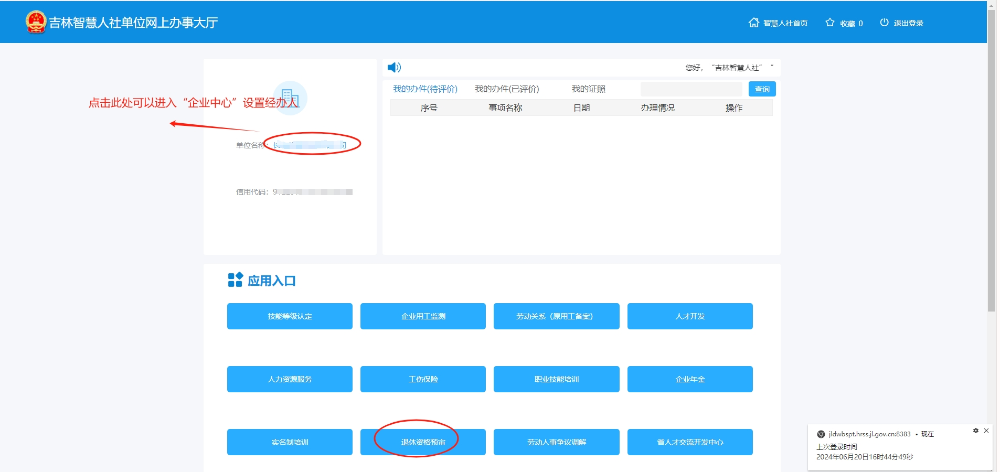 吉林智慧人社单位网上办事大厅
智慧人社首页
收藏 0
退出登录
您好，“吉林智慧人社” “
我的办件(待评价)
我的办件(已评价)
我的证照
查询
序号
事项名称
日期
办理情况
操作
点击此处可以进入“企业中心”设置经办人
单位名称：长
司
信用代码：9
应用入口
技能等级认定
企业用工监测
劳动关系（原用工备案）
人才开发
人力资源服务
工伤保险
职业技能培训
企业年金
实名制培训
退休资格预审
劳动人事争议调解
省人才交流开发中心
jldwbspt.hrss.jl.gov.cn:8383 • 现在
上次登录时间
2024年06月20日16时44分49秒